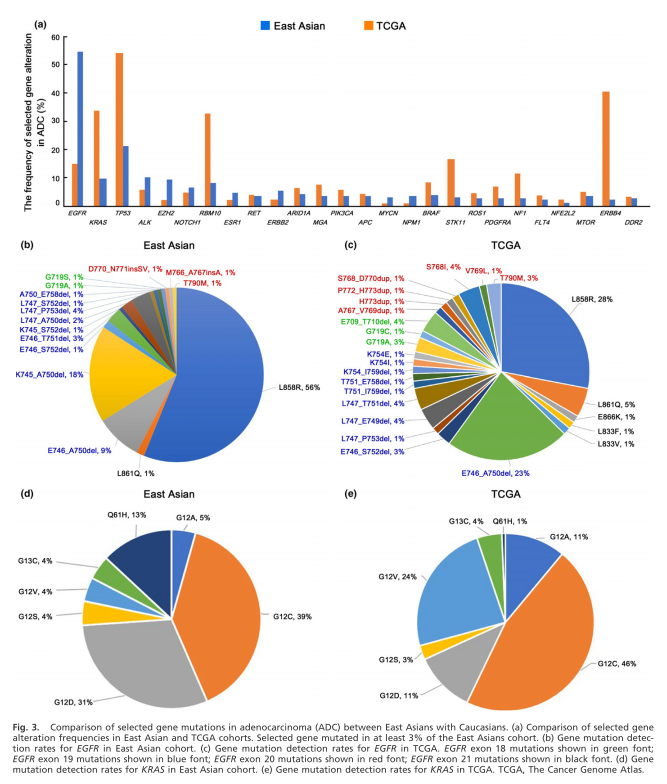 (a)
East Asian
TCGA
The frequency of selected gene alteration
in ADC (%)
60
50
40
30
20
10
0
EGFR
KRAS
TP53
ALK
EZH2
NOTCH1
RBM10
ESR1
RET
ERBB2
ARID1A
MGA
PIK3CA
APC
MYCN
NPM1
BRAF
STK11
ROS1
PDGFRA
NF1
FLT4
NFE2L2
MTOR
ERBB4
DDR2
(b)
East Asian
D770_N771insSV, 1%
M766_A767insA, 1%
T790M, 1%
G719S, 1%
G719A, 1%
A750_E758del, 1%
L747_S752del, 1%
L747_P753del, 4%
L747_A750del, 2%
K745_S752del, 1%
E746_T751del, 3%
E746_S752del, 1%
K745_A750del, 18%
E746_A750del, 9%
L861Q, 1%
L858R, 56%
(c)
TCGA
S768I, 4%
V769L, 1%
T790M, 3%
S768_D770dup, 1%
P772_H773dup, 1%
H773dup, 1%
A767_V769dup, 1%
E709_T710del, 4%
G719C, 1%
G719A, 3%
K754E, 1%
K754I, 1%
K754_I759del, 1%
T751_E758del, 1%
T751_I759del, 1%
L747_T751del, 4%
L747_E749del, 4%
L747_P753del, 1%
E746_S752del, 3%
E746_A750del, 23%
L858R, 28%
L861Q, 5%
E866K, 1%
L833F, 1%
L833V, 1%
(d)
East Asian
Q61H, 13%
G12A, 5%
G13C, 4%
G12V, 4%
G12S, 4%
G12D, 31%
G12C, 39%
(e)
TCGA
G13C, 4%
Q61H, 1%
G12A, 11%
G12V, 24%
G12S, 3%
G12D, 11%
G12C, 46%
Fig. 3. Comparison of selected gene mutations in adenocarcinoma (ADC) between East Asians with Caucasians. (a) Comparison of selected gene
alteration frequencies in East Asian and TCGA cohorts. Selected gene mutated in at least 3% of the East Asians cohort. (b) Gene mutation detec-
tion rates for EGFR in East Asian cohort. (c) Gene mutation detection rates for EGFR in TCGA. EGFR exon 18 mutations shown in green font;
EGFR exon 19 mutations shown in blue font; EGFR exon 20 mutations shown in red font; EGFR exon 21 mutations shown in black font. (d) Gene
mutation detection rates for KRAS in East Asian cohort. (e) Gene mutation detection rates for KRAS in TCGA. TCGA, The Cancer Genome Atlas.